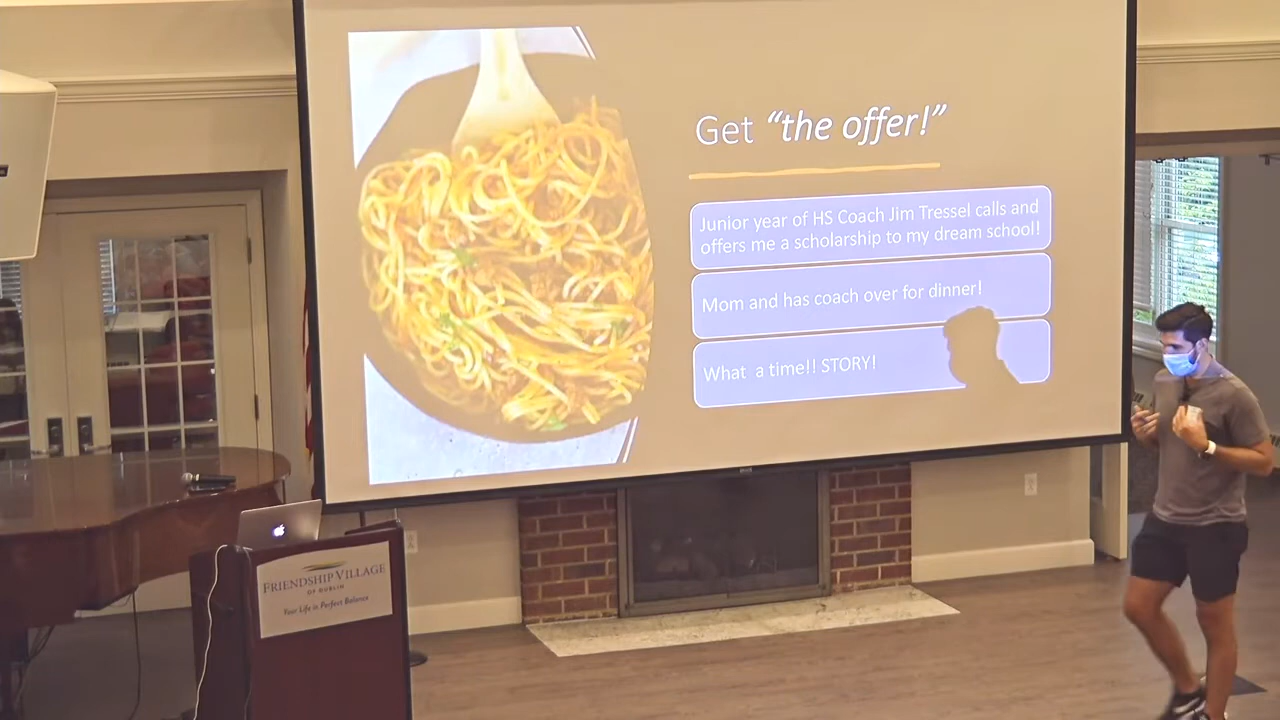 Get “the offer!”
Junior year of HS Coach Jim Tressel calls and
offers me a scholarship to my dream school!
Mom and has coach over for dinner!
What a time!! STORY!
FRIENDSHIP VILLAGE
OF DUBLIN
Your Life in Perfect Balance